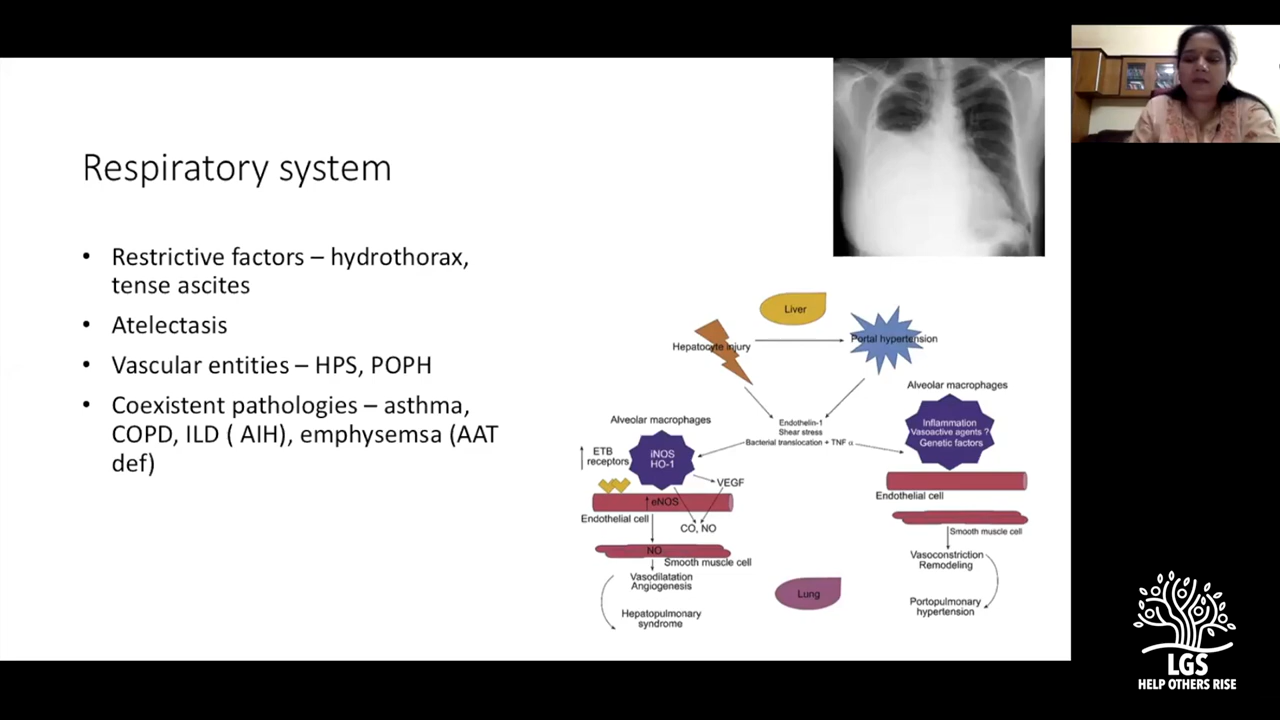 Respiratory system
• Restrictive factors – hydrothorax,
tense ascites
• Atelectasis
• Vascular entities – HPS, POPH
• Coexistent pathologies – asthma,
COPD, ILD ( AIH), emphysemsa (AAT
def)
Liver
Hepatocyte injury
Portal hypertension
Endothelin-1
Shear stress
Bacterial translocation + TNF α
Alveolar macrophages
ETB
receptors
iNOS
HO-1
VEGF
eNOS
Endothelial cell
CO, NO
NO
Smooth muscle cell
Vasodilatation
Angiogenesis
Hepatopulmonary
syndrome
Alveolar macrophages
Inflammation
Vasoactive agents ?
Genetic factors
Endothelial cell
Smooth muscle cell
Vasoconstriction
Remodeling
Portopulmonary
hypertension
Lung
LGS
HELP OTHERS RISE